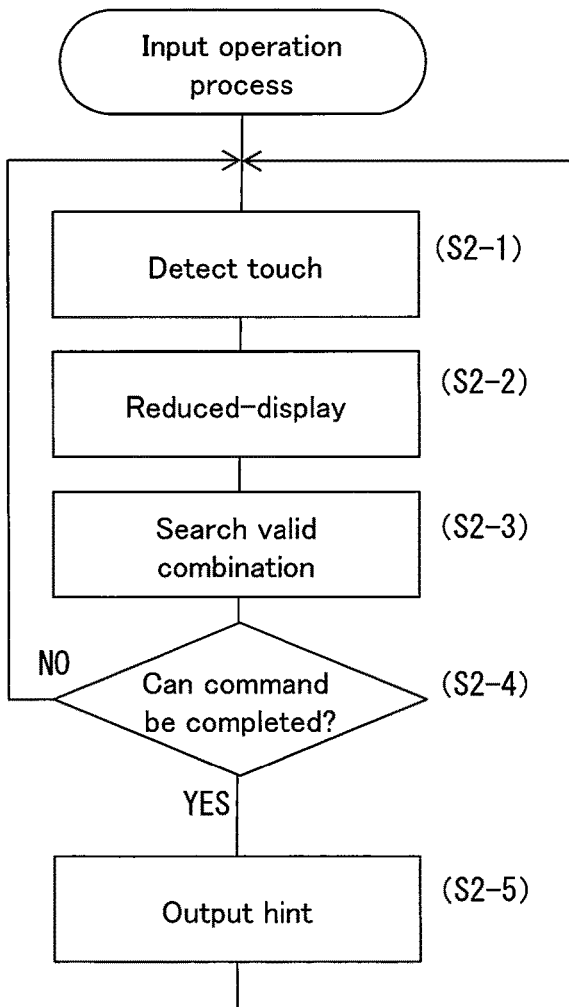 Input operation
process
Detect touch
(S2-1)
Reduced-display
(S2-2)
Search valid
combination
(S2-3)
NO
Can command
be completed?
(S2-4)
YES
Output hint
(S2-5)